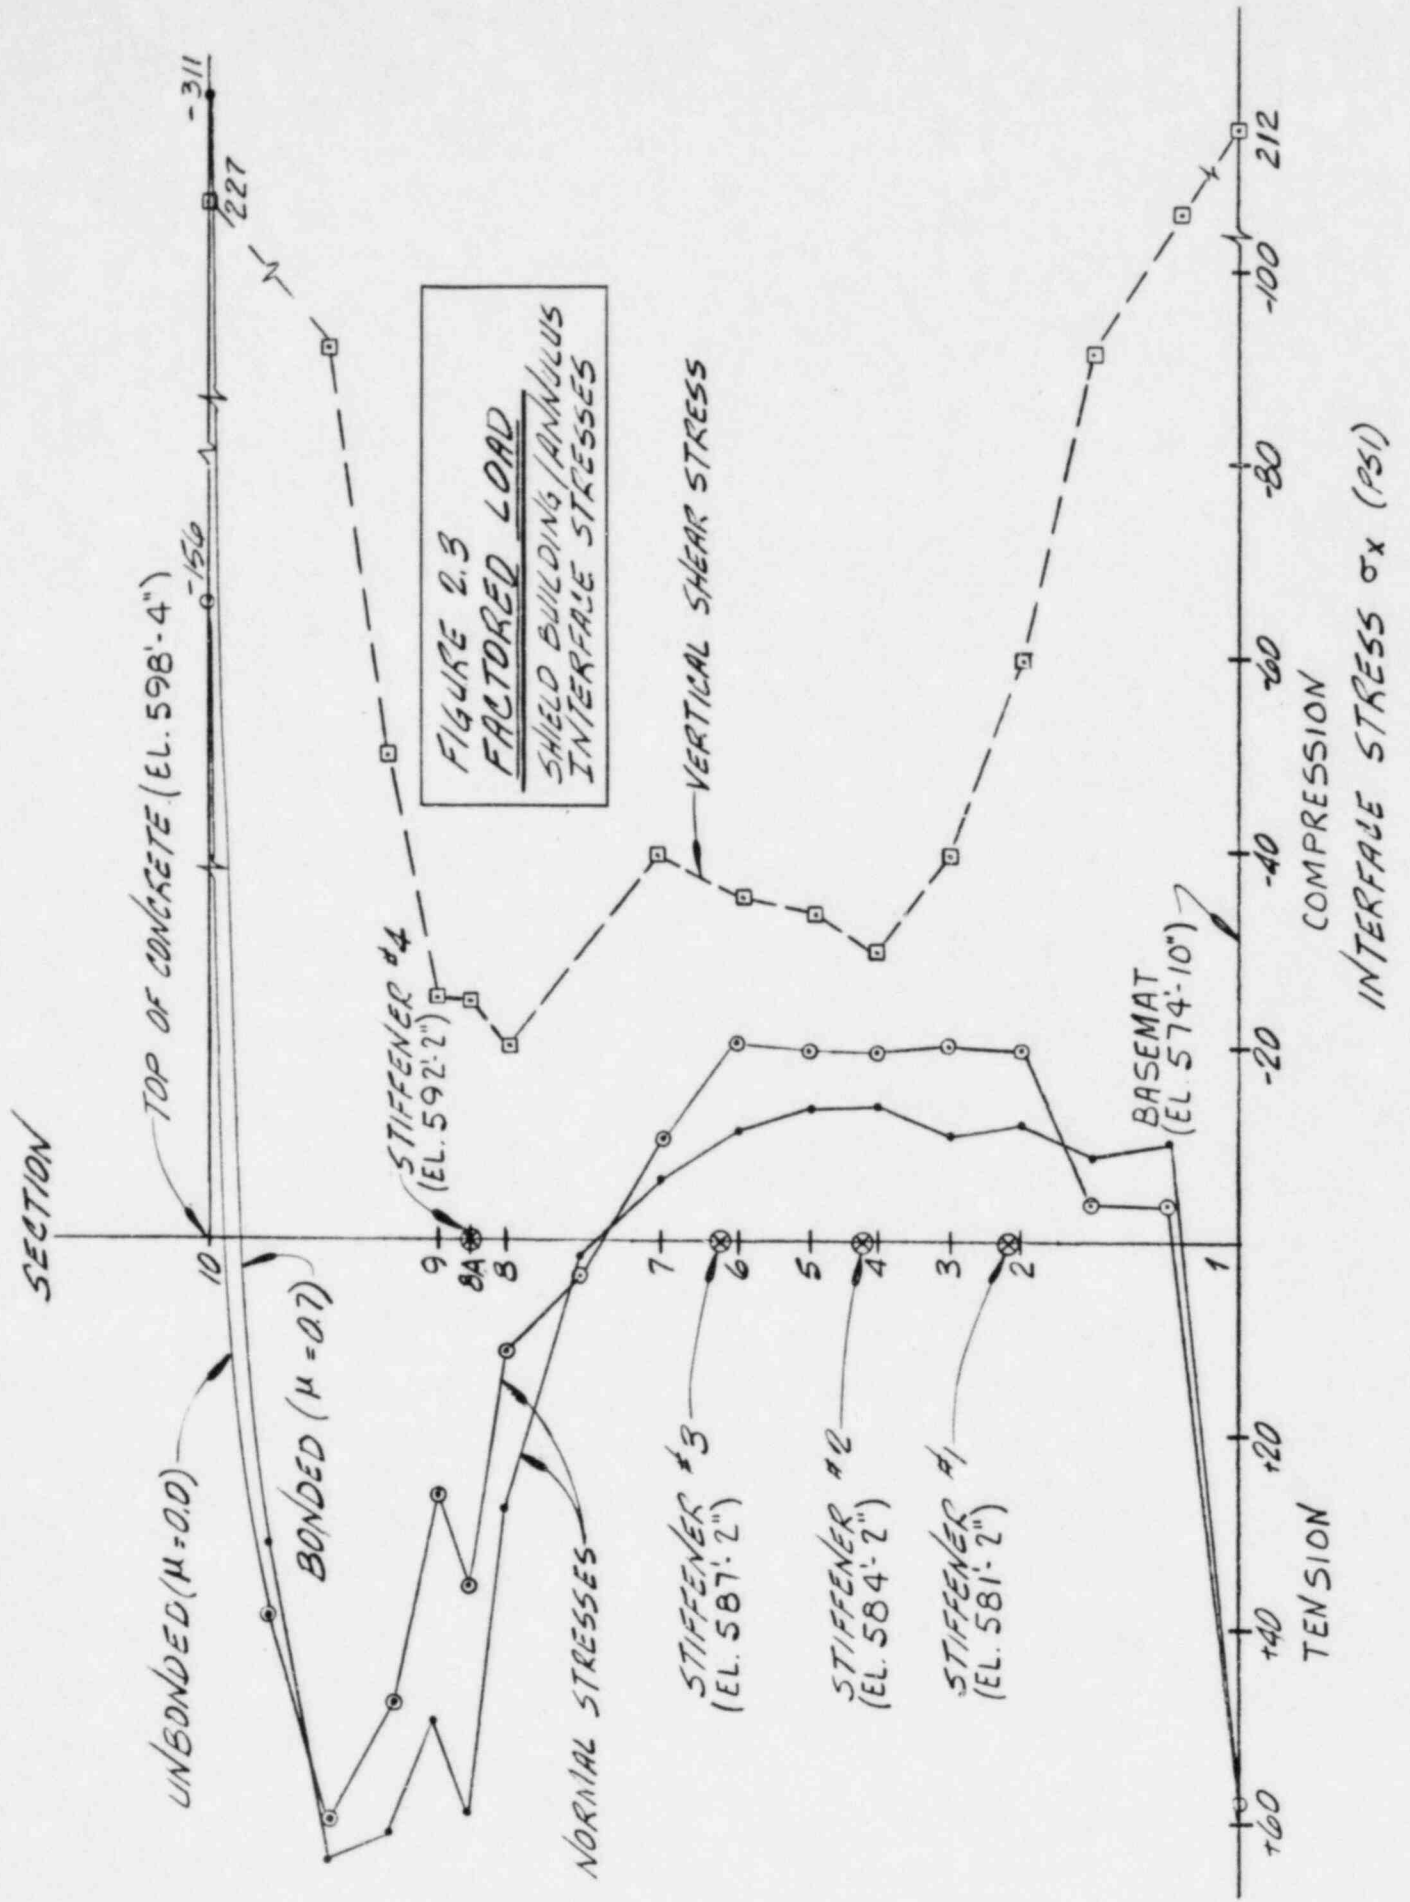 SECTION
TOP OF CONCRETE (EL. 598'-4")
-311
227
-156
10
UNBONDED (μ = 0.0)
BONDED (μ = 0.7)
STIFFENER #4
(EL. 592'-2")
9
8A
8
FIGURE 2.3
FACTORED LOAD
SHIELD BUILDING/ANNULUS
INTERFACE STRESSES
NORMAL STRESSES
VERTICAL SHEAR STRESS
7
6
5
4
3
2
1
STIFFENER #3
(EL. 587'-2")
STIFFENER #2
(EL. 584'-2")
STIFFENER #1
(EL. 581'-2")
BASEMAT
(EL 574'-10")
+60
+40
+20
-20
-40
-60
-80
-100
212
TENSION
COMPRESSION
INTERFACE STRESS σx (PSI)